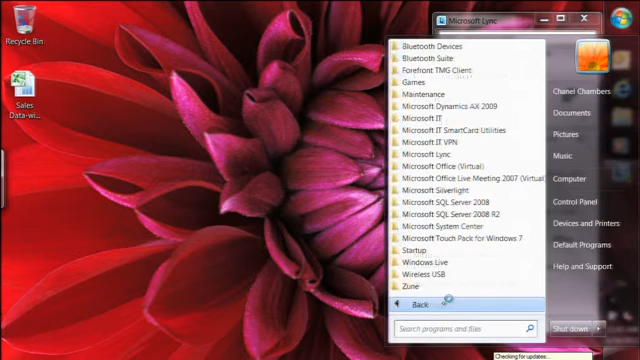 Recycle Bin
Sales
Data-wi...
Microsoft Lync
Bluetooth Devices
Bluetooth Suite
Forefront TMG Client
Games
Maintenance
Microsoft Dynamics AX 2009
Microsoft IT
Microsoft IT SmartCard Utilities
Microsoft IT VPN
Microsoft Lync
Microsoft Office (Virtual)
Microsoft Office Live Meeting 2007 (Virtual)
Microsoft Silverlight
Microsoft SQL Server 2008
Microsoft SQL Server 2008 R2
Microsoft System Center
Microsoft Touch Pack for Windows 7
Startup
Windows Live
Wireless USB
Zune
Back
Search programs and files
Chanel Chambers
Documents
Pictures
Music
Computer
Control Panel
Devices and Printers
Default Programs
Help and Support
Shut down
Checking for updates...